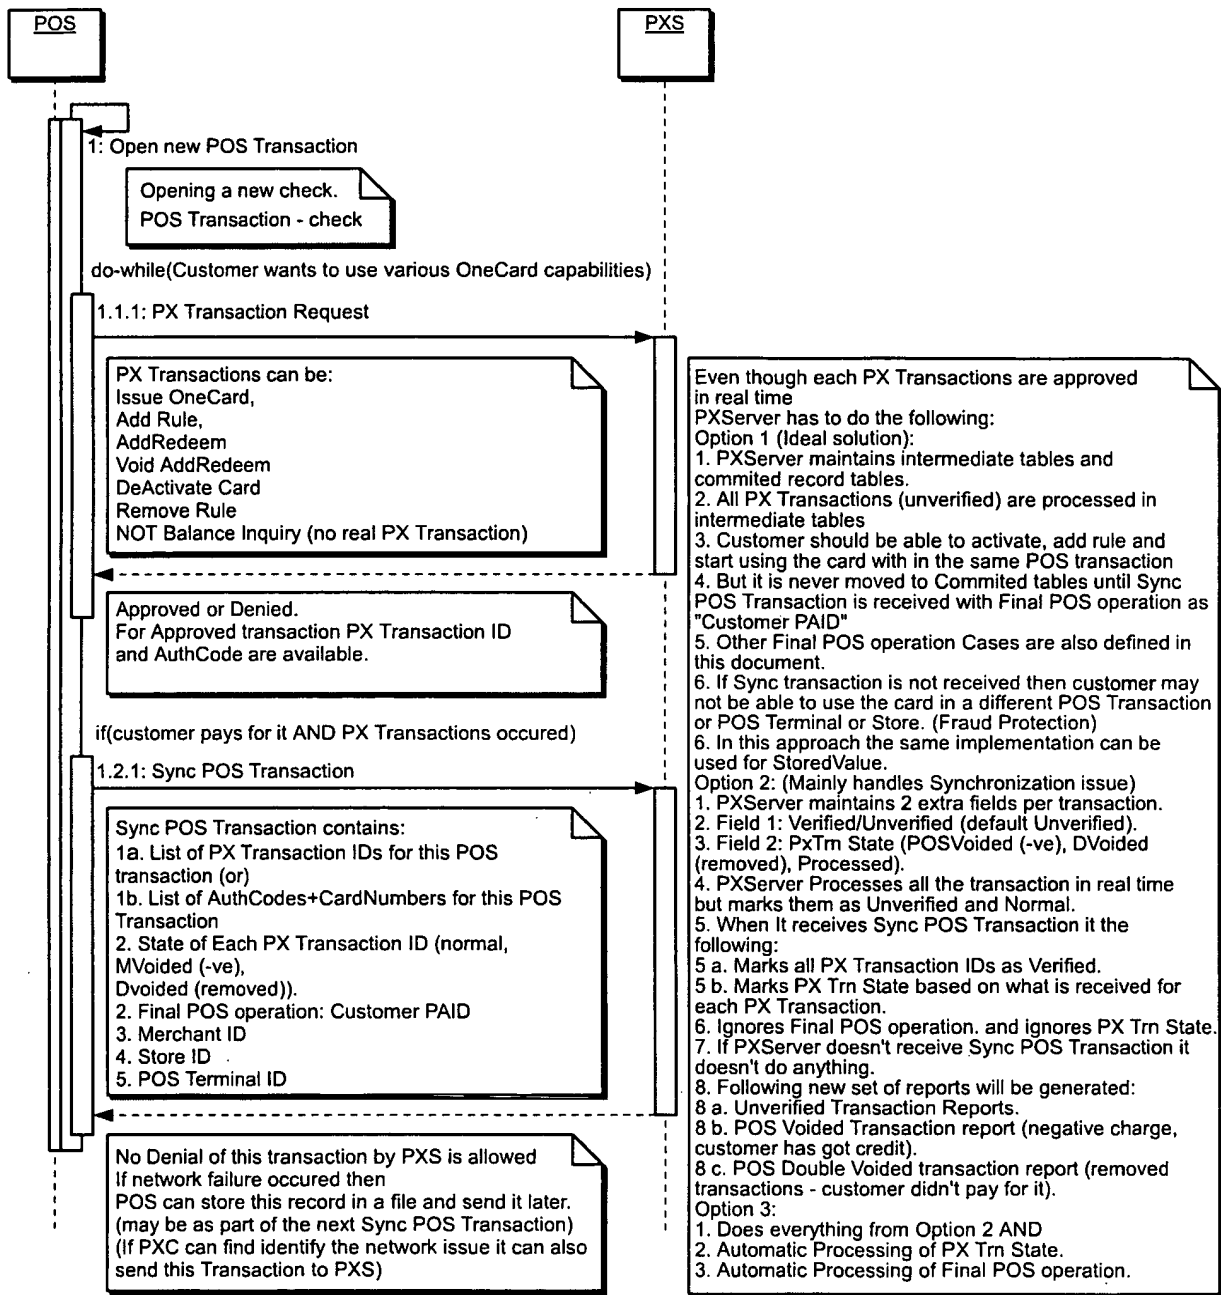 POS
PXS
1: Open new POS Transaction
Opening a new check.
POS Transaction - check
do-while(Customer wants to use various OneCard capabilities)
1.1.1: PX Transaction Request
PX Transactions can be:
Issue OneCard,
Add Rule,
AddRedeem
Void AddRedeem
DeActivate Card
Remove Rule
NOT Balance Inquiry (no real PX Transaction)
Approved or Denied.
For Approved transaction PX Transaction ID
and AuthCode are available.
if(customer pays for it AND PX Transactions occured)
1.2.1: Sync POS Transaction
Sync POS Transaction contains:
1a. List of PX Transaction IDs for this POS
transaction (or)
1b. List of AuthCodes+CardNumbers for this POS
Transaction
2. State of Each PX Transaction ID (normal,
MVoided (-ve),
Dvoided (removed)).
2. Final POS operation: Customer PAID
3. Merchant ID
4. Store ID
5. POS Terminal ID
No Denial of this transaction by PXS is allowed
If network failure occured then
POS can store this record in a file and send it later.
(may be as part of the next Sync POS Transaction)
(If PXC can find identify the network issue it can also
send this Transaction to PXS)
Even though each PX Transactions are approved
in real time
PXServer has to do the following:
Option 1 (Ideal solution):
1. PXServer maintains intermediate tables and
commited record tables.
2. All PX Transactions (unverified) are processed in
intermediate tables
3. Customer should be able to activate, add rule and
start using the card with in the same POS transaction
4. But it is never moved to Commited tables until Sync
POS Transaction is received with Final POS operation as
"Customer PAID"
5. Other Final POS operation Cases are also defined in
this document.
6. If Sync transaction is not received then customer may
not be able to use the card in a different POS Transaction
or POS Terminal or Store. (Fraud Protection)
6. In this approach the same implementation can be
used for StoredValue.
Option 2: (Mainly handles Synchronization issue)
1. PXServer maintains 2 extra fields per transaction.
2. Field 1: Verified/Unverified (default Unverified).
3. Field 2: PxTrn State (POSVoided (-ve), DVoided
(removed), Processed).
4. PXServer Processes all the transaction in real time
but marks them as Unverified and Normal.
5. When It receives Sync POS Transaction it the
following:
5 a. Marks all PX Transaction IDs as Verified.
5 b. Marks PX Trn State based on what is received for
each PX Transaction.
6. Ignores Final POS operation. and ignores PX Trn State.
7. If PXServer doesn't receive Sync POS Transaction it
doesn't do anything.
8. Following new set of reports will be generated:
8 a. Unverified Transaction Reports.
8 b. POS Voided Transaction report (negative charge,
customer has got credit).
8 c. POS Double Voided transaction report (removed
transactions - customer didn't pay for it).
Option 3:
1. Does everything from Option 2 AND
2. Automatic Processing of PX Trn State.
3. Automatic Processing of Final POS operation.